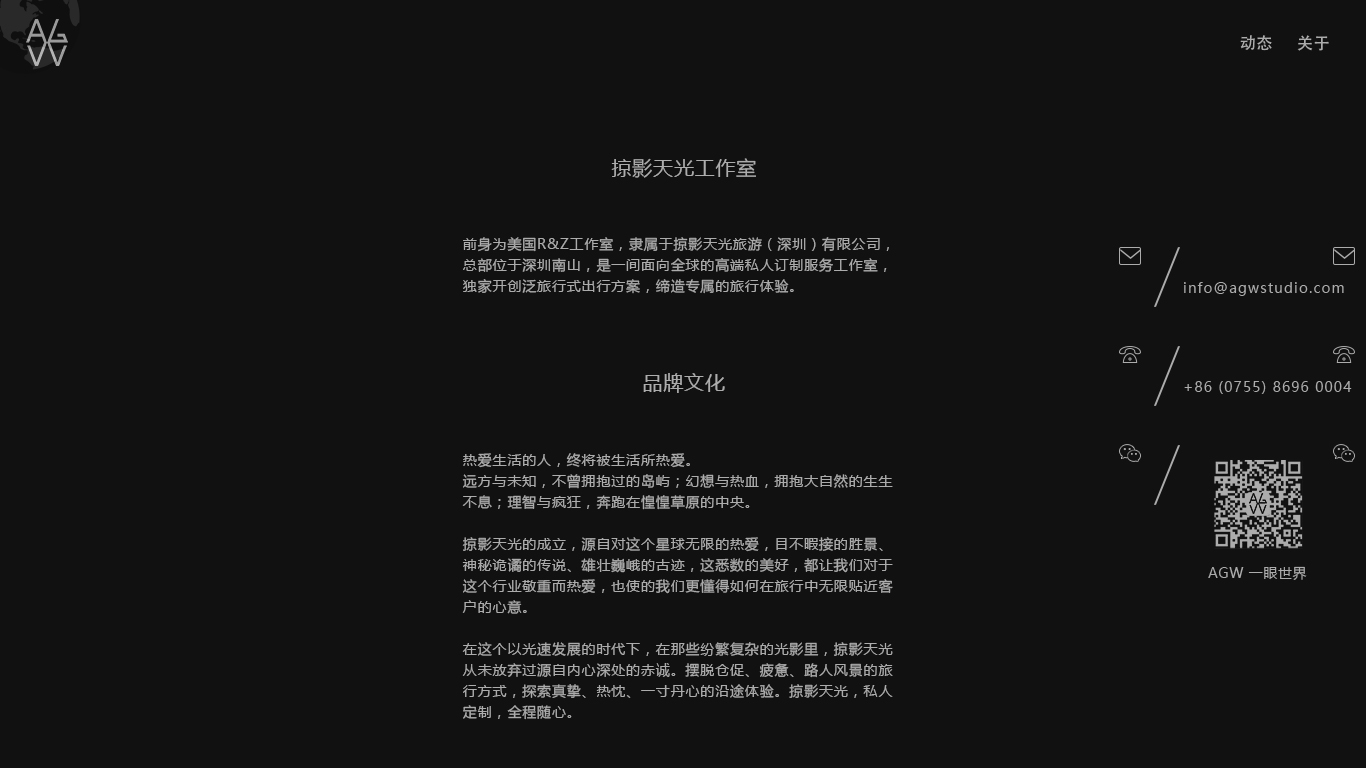 AGW
动态 关于
掠影天光工作室
前身为美国R&Z工作室，隶属于掠影天光旅游（深圳）有限公司，
总部位于深圳南山，是一间面向全球的高端私人订制服务工作室，
独家开创泛旅行式出行方案，缔造专属的旅行体验。
品牌文化
热爱生活的人，终将被生活所热爱。
远方与未知，不曾拥抱过的岛屿；幻想与热血，拥抱大自然的生生
不息；理智与疯狂，奔跑在惶惶草原的中央。
掠影天光的成立，源自对这个星球无限的热爱，目不暇接的胜景、
神秘诡谲的传说、雄壮巍峨的古迹，这悉数的美好，都让我们对于
这个行业敬重而热爱，也使的我们更懂得如何在旅行中无限贴近客
户的心意。
在这个以光速发展的时代下，在那些纷繁复杂的光影里，掠影天光
从未放弃过源自内心深处的赤诚。摆脱仓促、疲惫、路人风景的旅
行方式，探索真挚、热忱、一寸丹心的沿途体验。掠影天光，私人
定制，全程随心。
info@agwstudio.com
+86 (0755) 8696 0004
AGW
AGW 一眼世界